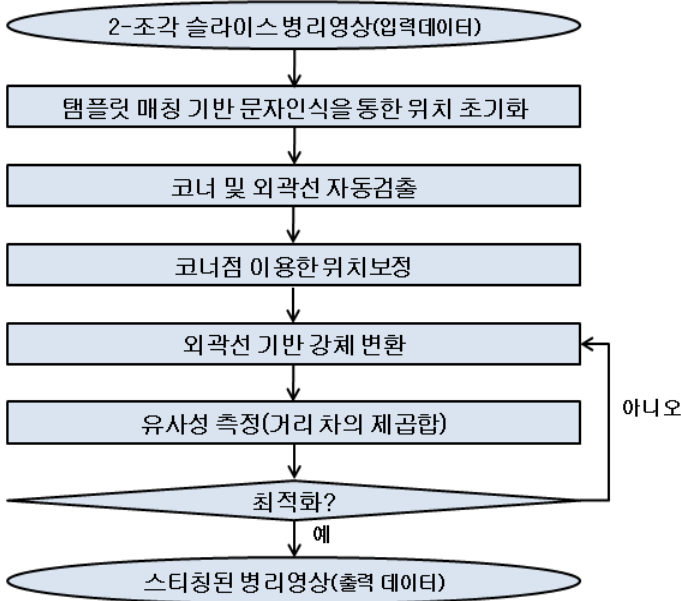 2-조각 슬라이스 병리영상(입력데이터)
탬플릿 매칭 기반 문자인식을 통한 위치 초기화
코너 및 외곽선 자동검출
코너점 이용한 위치보정
외곽선 기반 강체 변환
아니오
유사성 측정(거리 차의 제곱합)
최적화?
예
스티칭된 병리영상(출력 데이터)